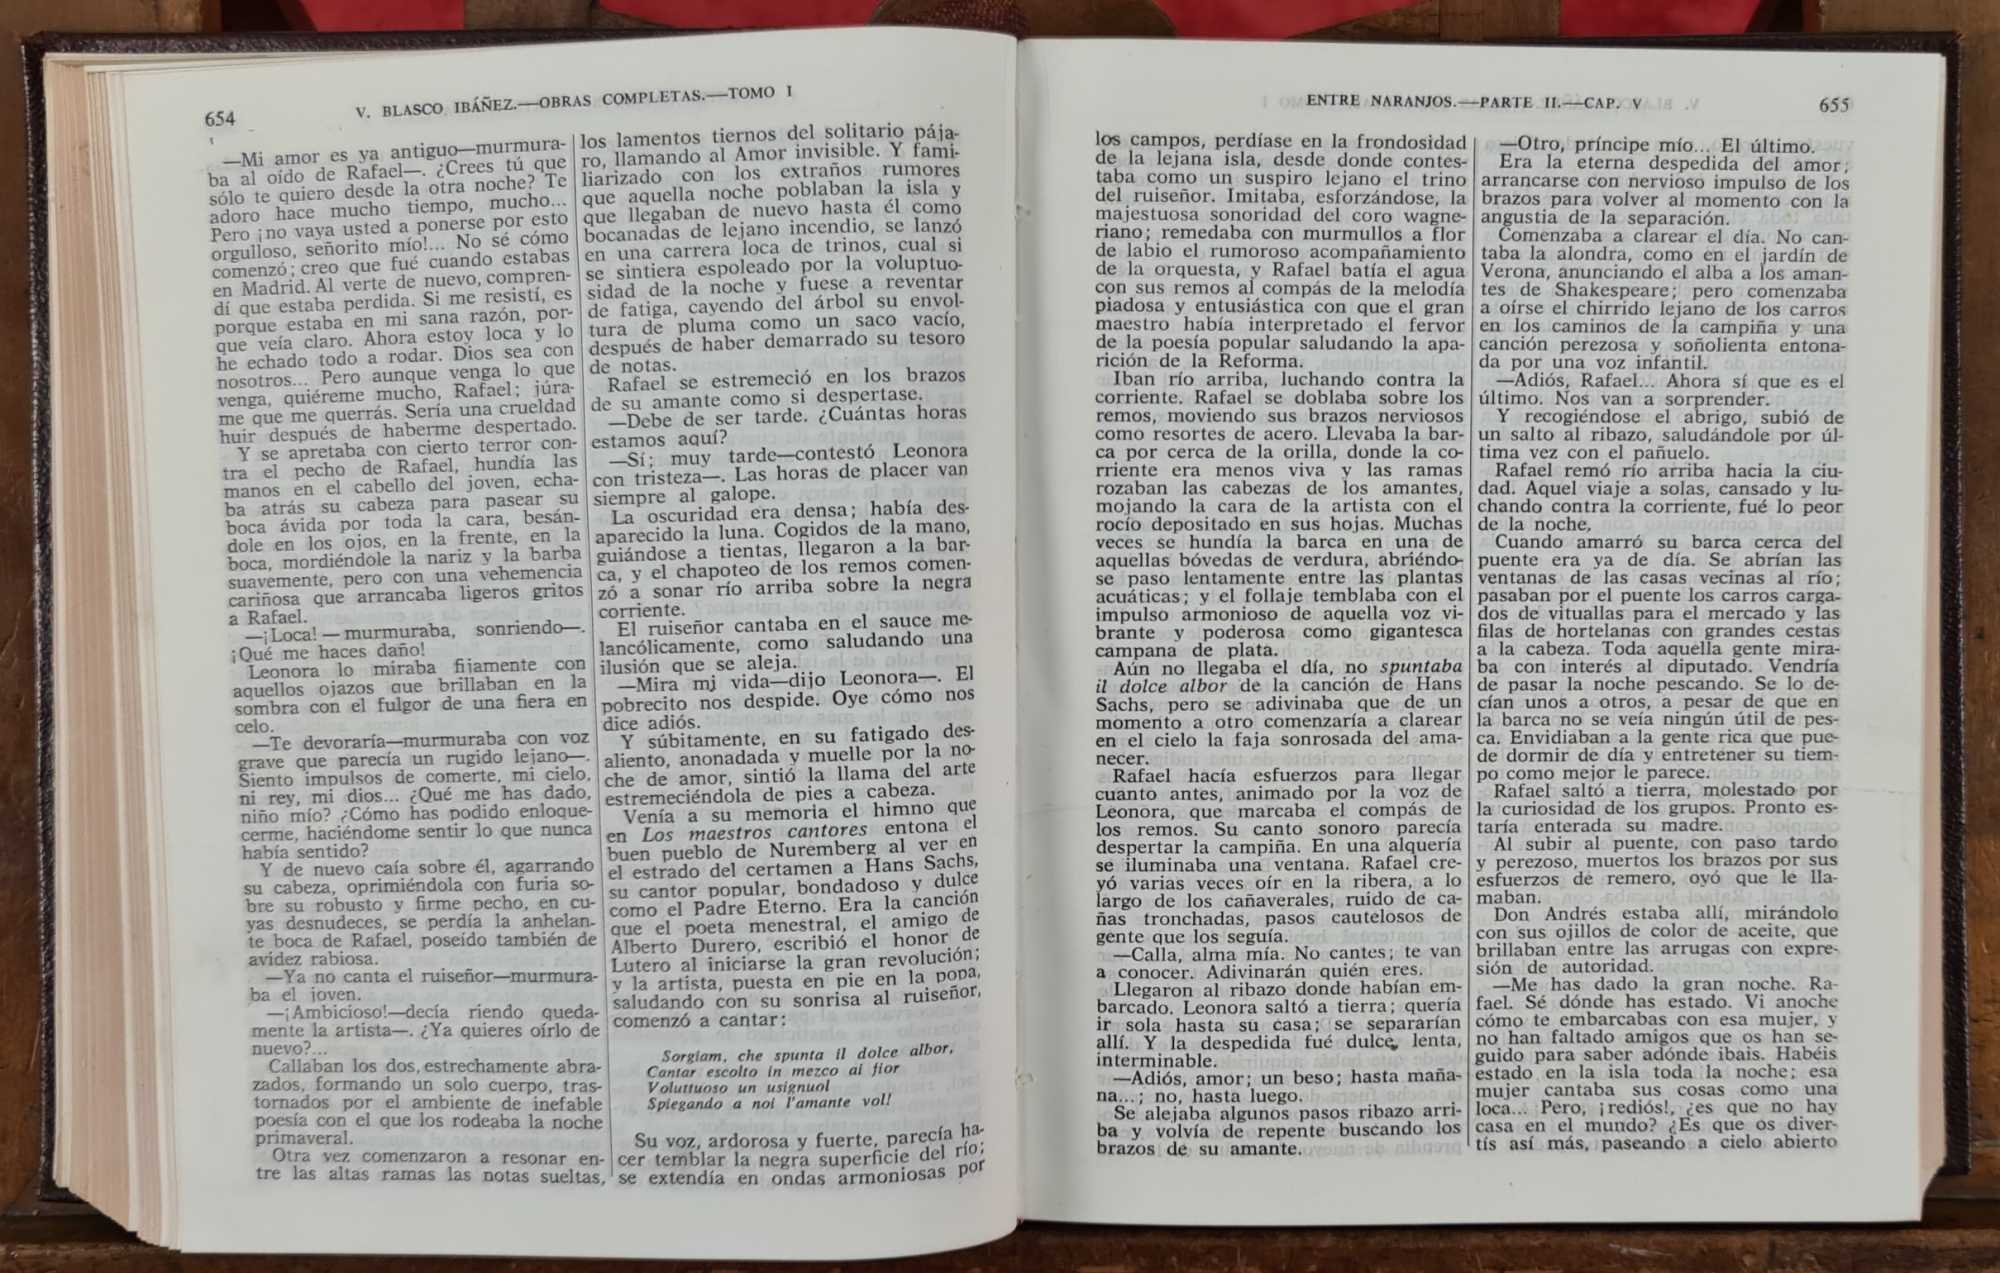 654
V. BLASCO IBÁÑEZ.—OBRAS COMPLETAS.—TOMO I
—Mi amor es ya antiguo—murmura-
ba al oído de Rafael—. ¿Crees tú que
sólo te quiero desde la otra noche? Te
adoro hace mucho tiempo, mucho...
Pero ¡no vaya usted a ponerse por esto
orgulloso, señorito mío!... No sé cómo
comenzó; creo que fué cuando estabas
en Madrid. Al verte de nuevo, compren-
dí que estaba perdida. Si me resistí, es
porque estaba en mi sana razón, por-
que veía claro. Ahora estoy loca y lo
he echado todo a rodar. Dios sea con
nosotros... Pero aunque venga lo que
venga, quiéreme mucho, Rafael; júra-
me que me querrás. Sería una crueldad
huir después de haberme despertado.
Y se apretaba con cierto terror con-
tra el pecho de Rafael, hundía las
manos en el cabello del joven, echa-
ba atrás su cabeza para pasear su
boca ávida por toda la cara, besán-
dole en los ojos, en la frente, en la
boca, mordiéndole la nariz y la barba
suavemente, pero con una vehemencia
cariñosa que arrancaba ligeros gritos
a Rafael.
—¡Loca! — murmuraba, sonriendo—.
¡Qué me haces daño!
Leonora lo miraba fijamente con
aquellos ojazos que brillaban en la
sombra con el fulgor de una fiera en
celo.
—Te devoraría—murmuraba con voz
grave que parecía un rugido lejano—.
Siento impulsos de comerte, mi cielo,
ni rey, mi dios... ¿Qué me has dado,
niño mío? ¿Cómo has podido enloque-
cerme, haciéndome sentir lo que nunca
había sentido?
Y de nuevo caía sobre él, agarrando
su cabeza, oprimiéndola con furia so-
bre su robusto y firme pecho, en cu-
yas desnudeces, se perdía la anhelan-
te boca de Rafael, poseído también de
avidez rabiosa.
—Ya no canta el ruiseñor—murmura-
ba el joven.
—¡Ambicioso!—decía riendo queda-
mente la artista—. ¿Ya quieres oírlo de
nuevo?...
Callaban los dos, estrechamente abra-
zados, formando un solo cuerpo, tras-
tornados por el ambiente de inefable
poesía con el que los rodeaba la noche
primaveral.
Otra vez comenzaron a resonar en-
tre las altas ramas las notas sueltas,
los lamentos tiernos del solitario pája-
ro, llamando al Amor invisible. Y fami-
liarizado con los extraños rumores
que aquella noche poblaban la isla y
que llegaban de nuevo hasta él como
bocanadas de lejano incendio, se lanzó
en una carrera loca de trinos, cual si
se sintiera espoleado por la voluptuo-
sidad de la noche y fuese a reventar
de fatiga, cayendo del árbol su envol-
tura de pluma como un saco vacío,
después de haber demarrado su tesoro
de notas.
Rafael se estremeció en los brazos
de su amante como si despertase.
—Debe de ser tarde. ¿Cuántas horas
estamos aquí?
—Sí; muy tarde—contestó Leonora
con tristeza—. Las horas de placer van
siempre al galope.
La oscuridad era densa; había des-
aparecido la luna. Cogidos de la mano,
guiándose a tientas, llegaron a la bar-
ca, y el chapoteo de los remos comen-
zó a sonar río arriba sobre la negra
corriente.
El ruiseñor cantaba en el sauce me-
lancólicamente, como saludando una
ilusión que se aleja.
—Mira mj vida—dijo Leonora—. El
pobrecito nos despide. Oye cómo nos
dice adiós.
Y súbitamente, en su fatigado des-
aliento, anonadada y muelle por la no-
che de amor, sintió la llama del arte
estremeciéndola de pies a cabeza.
Venía a su memoria el himno que
en Los maestros cantores entona el
buen pueblo de Nuremberg al ver en
el estrado del certamen a Hans Sachs,
su cantor popular, bondadoso y dulce
como el Padre Eterno. Era la canción
que el poeta menestral, el amigo de
Alberto Durero, escribió el honor de
Lutero al iniciarse la gran revolución;
y la artista, puesta en pie en la popa,
saludando con su sonrisa al ruiseñor,
comenzó a cantar:
Sorgiam, che spunta il dolce albor,
Cantar escolto in mezco ai fior
Voluttuoso un usignuol
Spiegando a noi l'amante vol!
Su voz, ardorosa y fuerte, parecía ha-
cer temblar la negra superficie del río;
se extendía en ondas armoniosas por
ENTRE NARANJOS.—PARTE II.—CAP. V
655
los campos, perdíase en la frondosidad
de la lejana isla, desde donde contes-
taba como un suspiro lejano el trino
del ruiseñor. Imitaba, esforzándose, la
majestuosa sonoridad del coro wagne-
riano; remedaba con murmullos a flor
de labio el rumoroso acompañamiento
de la orquesta, y Rafael batía el agua
con sus remos al compás de la melodía
piadosa y entusiástica con que el gran
maestro había interpretado el fervor
de la poesía popular saludando la apa-
rición de la Reforma.
Iban río arriba, luchando contra la
corriente. Rafael se doblaba sobre los
remos, moviendo sus brazos nerviosos
como resortes de acero. Llevaba la bar-
ca por cerca de la orilla, donde la co-
rriente era menos viva y las ramas
rozaban las cabezas de los amantes,
mojando la cara de la artista con el
rocío depositado en sus hojas. Muchas
veces se hundía la barca en una de
aquellas bóvedas de verdura, abriéndo-
se paso lentamente entre las plantas
acuáticas; y el follaje temblaba con el
impulso armonioso de aquella voz vi-
brante y poderosa como gigantesca
campana de plata.
Aún no llegaba el día, no spuntaba
il dolce albor de la canción de Hans
Sachs, pero se adivinaba que de un
momento a otro comenzaría a clarear
en el cielo la faja sonrosada del ama-
necer.
Rafael hacía esfuerzos para llegar
cuanto antes, animado por la voz de
Leonora, que marcaba el compás de
los remos. Su canto sonoro parecía
despertar la campiña. En una alquería
se iluminaba una ventana. Rafael cre-
yó varias veces oír en la ribera, a lo
largo de los cañaverales, ruido de ca-
ñas tronchadas, pasos cautelosos de
gente que los seguía.
—Calla, alma mía. No cantes; te van
a conocer. Adivinarán quién eres.
Llegaron al ribazo donde habían em-
barcado. Leonora saltó a tierra; quería
ir sola hasta su casa; se separarían
allí. Y la despedida fué dulce, lenta,
interminable.
—Adiós, amor; un beso; hasta maña-
na...; no, hasta luego.
Se alejaba algunos pasos ribazo arri-
ba y volvía de repente buscando los
brazos de su amante.
—Otro, príncipe mío... El último.
Era la eterna despedida del amor;
arrancarse con nervioso impulso de los
brazos para volver al momento con la
angustia de la separación.
Comenzaba a clarear el día. No can-
taba la alondra, como en el jardín de
Verona, anunciando el alba a los aman-
tes de Shakespeare; pero comenzaba
a oírse el chirrido lejano de los carros
en los caminos de la campiña y una
canción perezosa y soñolienta entona-
da por una voz infantil.
—Adiós, Rafael... Ahora sí que es el
último. Nos van a sorprender.
Y recogiéndose el abrigo, subió de
un salto al ribazo, saludándole por úl-
tima vez con el pañuelo.
Rafael remó río arriba hacia la ciu-
dad. Aquel viaje a solas, cansado y lu-
chando contra la corriente, fué lo peor
de la noche,
Cuando amarró su barca cerca del
puente era ya de día. Se abrían las
ventanas de las casas vecinas al río;
pasaban por el puente los carros carga-
dos de vituallas para el mercado y las
filas de hortelanas con grandes cestas
a la cabeza. Toda aquella gente mira-
ba con interés al diputado. Vendría
de pasar la noche pescando. Se lo de-
cían unos a otros, a pesar de que en
la barca no se veía ningún útil de pes-
ca. Envidiaban a la gente rica que pue-
de dormir de día y entretener su tiem-
po como mejor le parece.
Rafael saltó a tierra, molestado por
la curiosidad de los grupos. Pronto es-
taría enterada su madre.
Al subir al puente, con paso tardo
y perezoso, muertos los brazos por sus
esfuerzos de remero, oyó que le lla-
maban.
Don Andrés estaba allí, mirándolo
con sus ojillos de color de aceite, que
brillaban entre las arrugas con expre-
sión de autoridad.
—Me has dado la gran noche. Ra-
fael. Sé dónde has estado. Vi anoche
cómo te embarcabas con esa mujer, y
no han faltado amigos que os han se-
guido para saber adónde ibais. Habéis
estado en la isla toda la noche; esa
mujer cantaba sus cosas como una
loca... Pero, ¡rediós!, ¿es que no hay
casa en el mundo? ¿Es que os diver-
tís así más, paseando a cielo abierto